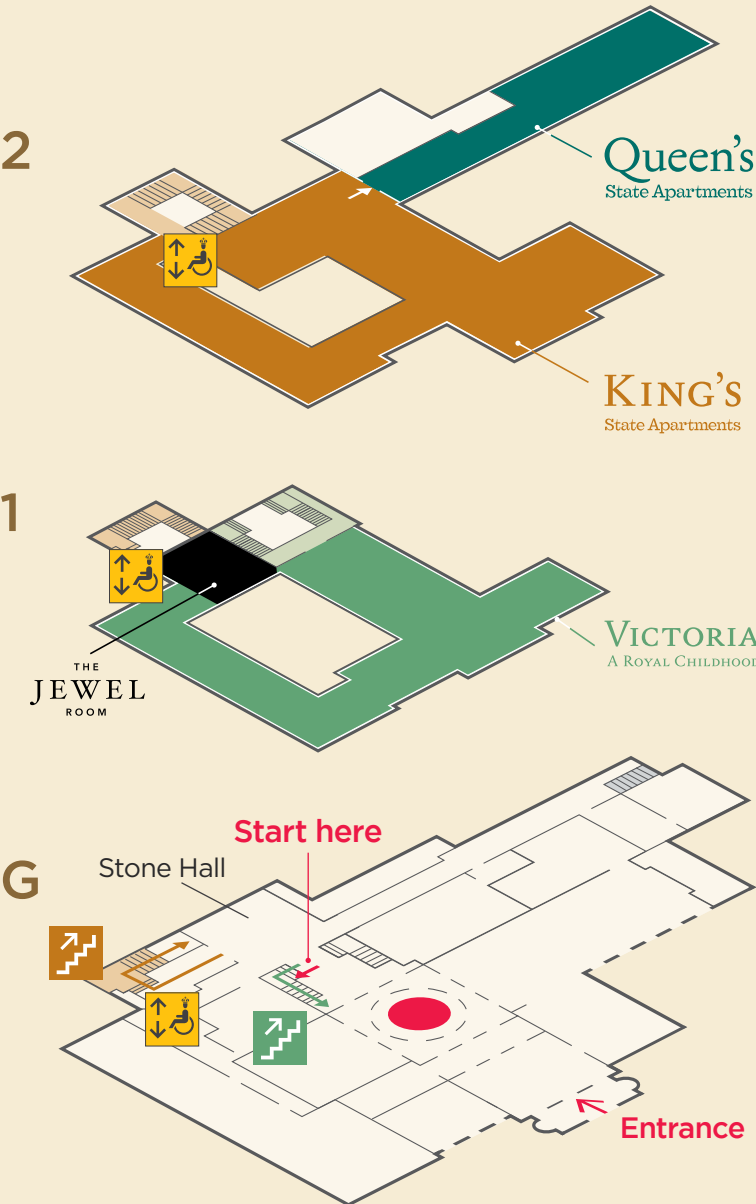 2
Queen's
State Apartments
KING'S
State Apartments
1
VICTORIA
A ROYAL CHILDHOOD
THE
JEWEL
ROOM
G
Start here
Stone Hall
Entrance